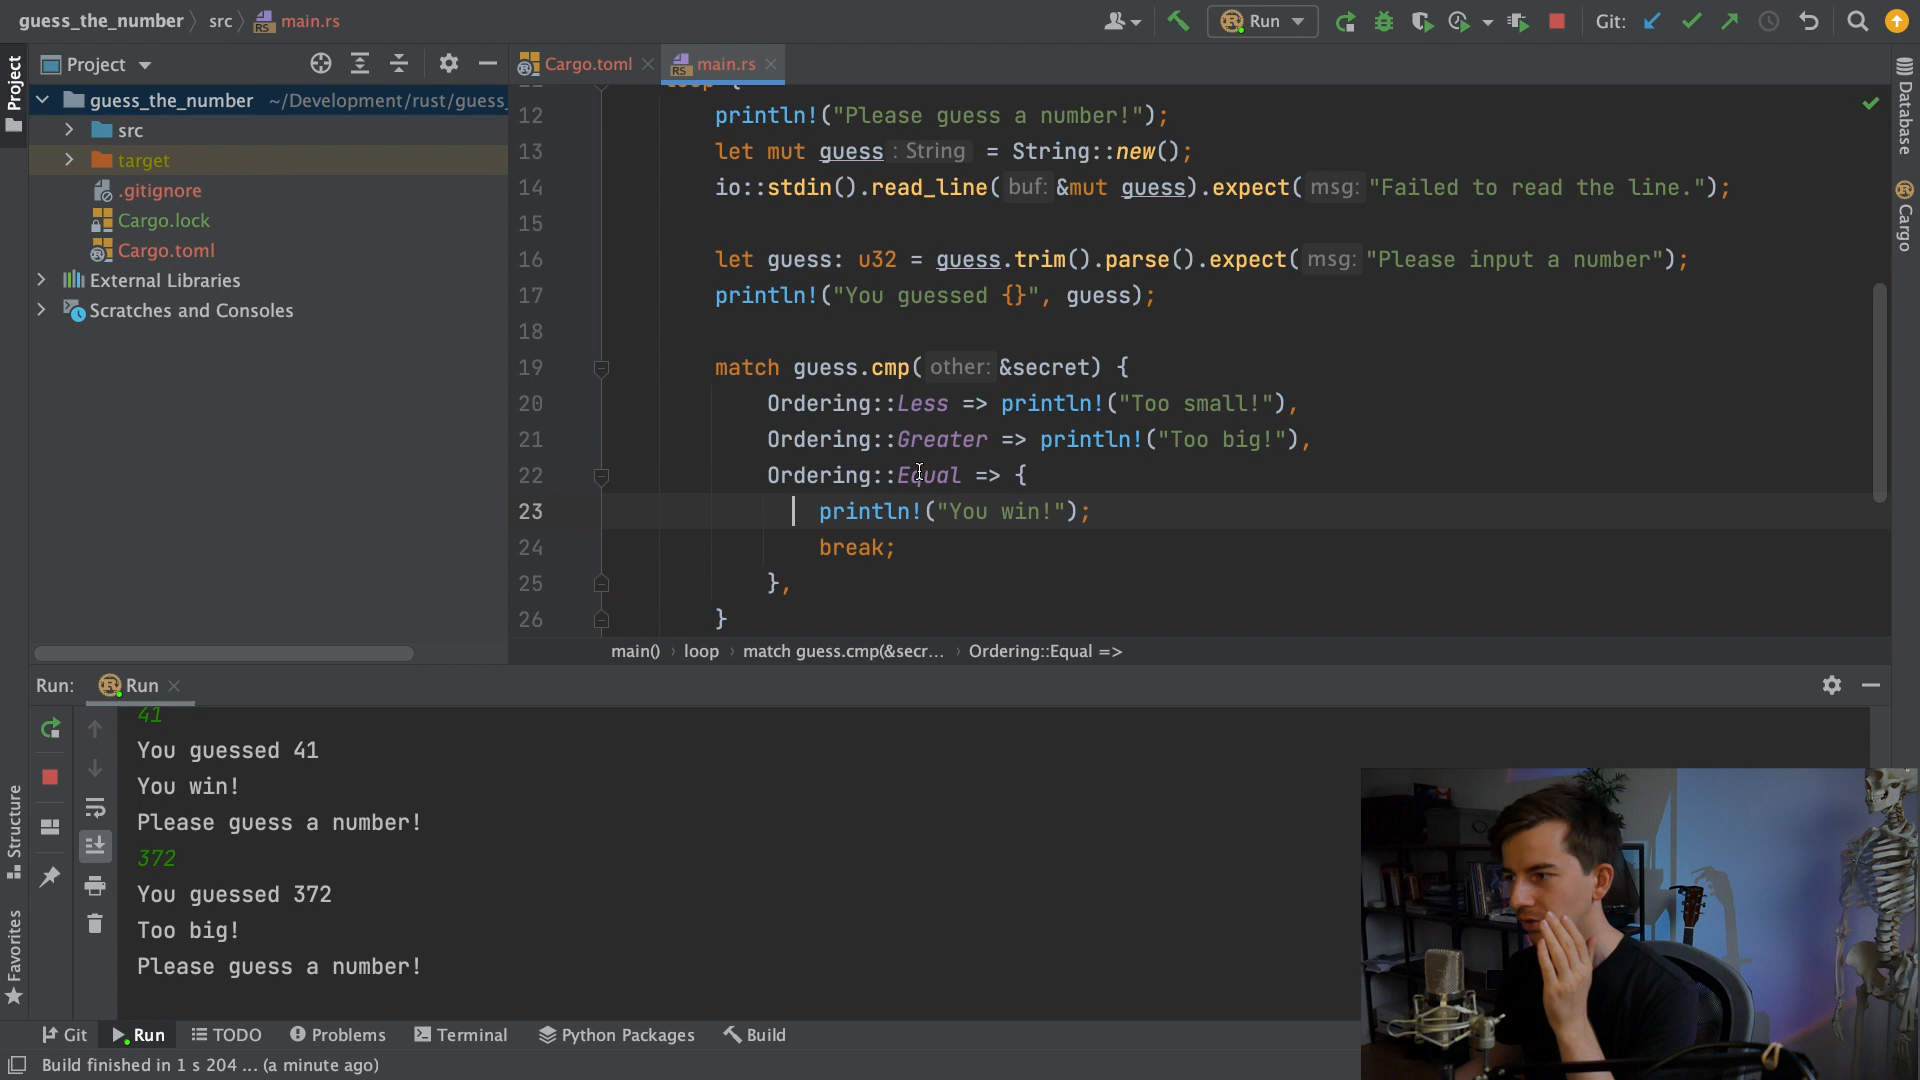 guess_the_number
src
main.rs
Run
Git:
Project
Project
Cargo.toml
main.rs
guess_the_number ~/Development/rust/guess_
src
target
.gitignore
Cargo.lock
Cargo.toml
External Libraries
Scratches and Consoles
12 println!("Please guess a number!");
13 let mut guess : String = String::new();
14 io::stdin().read_line( buf: &mut guess).expect( msg: "Failed to read the line.");
15
16 let guess: u32 = guess.trim().parse().expect( msg: "Please input a number");
17 println!("You guessed {}", guess);
18
19 match guess.cmp( other: &secret) {
20 Ordering::Less => println!("Too small!"),
21 Ordering::Greater => println!("Too big!"),
22 Ordering::Equal => {
23 println!("You win!");
24 break;
25 },
26 }
main() › loop › match guess.cmp(&secr... › Ordering::Equal =>
Database
Cargo
Run: Run
41
You guessed 41
You win!
Please guess a number!
372
You guessed 372
Too big!
Please guess a number!
Structure
Favorites
Git
Run
TODO
Problems
Terminal
Python Packages
Build
Build finished in 1 s 204 ... (a minute ago)